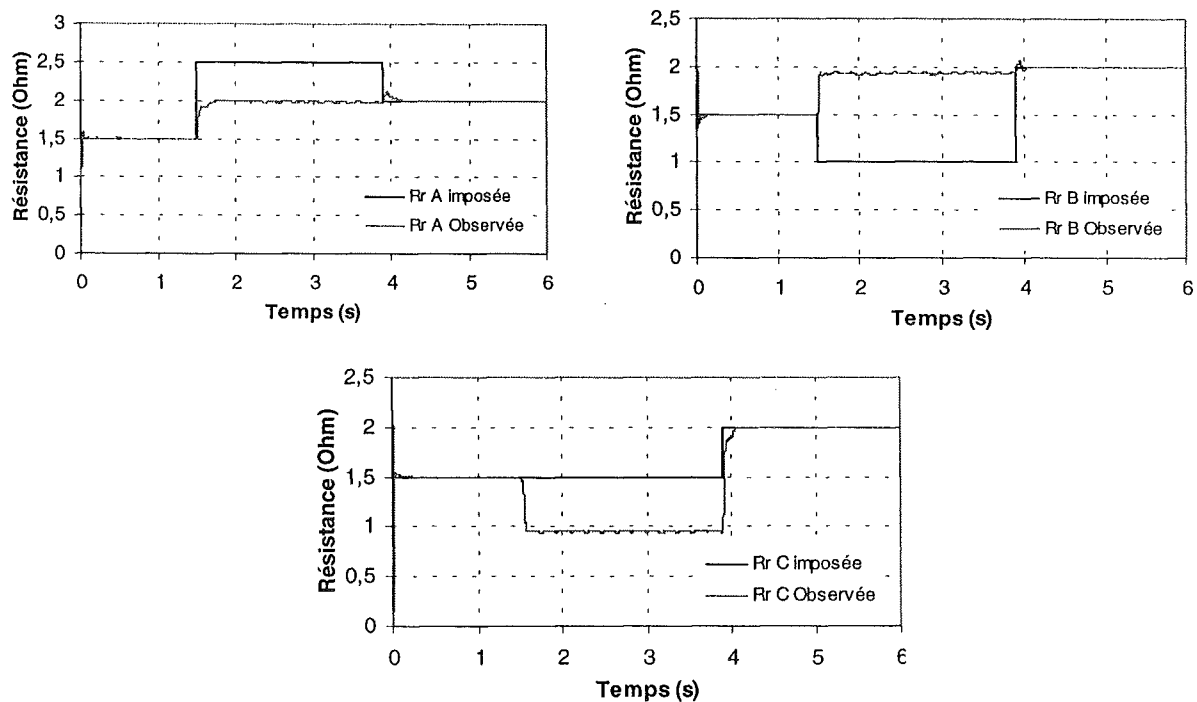 Résistance (Ohm)
3
2,5
2
1,5
1
0,5
0
Rr A imposée
Rr A Observée
0 1 2 3 4 5 6
Temps (s)
Résistance (Ohm)
2,5
2
1,5
1
0,5
0
Rr B imposée
Rr B Observée
0 1 2 3 4 5 6
Temps (s)
Résistance (Ohm)
2,5
2
1,5
1
0,5
0
Rr C imposée
Rr C Observée
0 1 2 3 4 5 6
Temps (s)